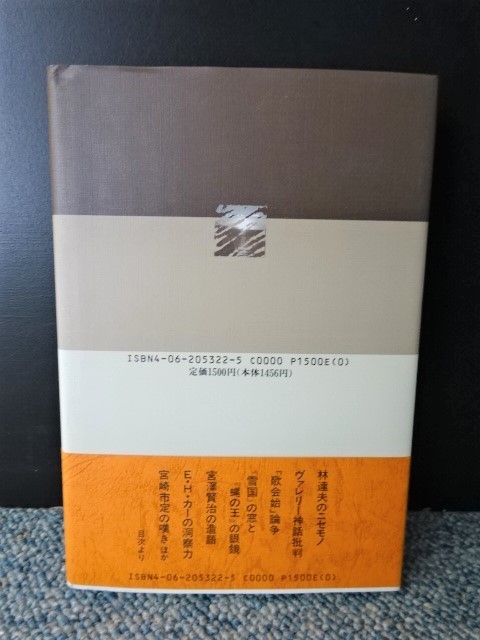 ISBN4-06-205322-5 C0000 P1500E(0)
定価1500円(本体1456円)
林達夫のニセモノ
ヴァレリー神話批判
「歌会始」論争
『雪国』の窓と
『蠅の王』の眼鏡
宮澤賢治の造語
E・H・カーの洞察力
宮崎市定の嘆き ほか
目次より
ISBN4-06-205322-5 C0000 P1500E(0)